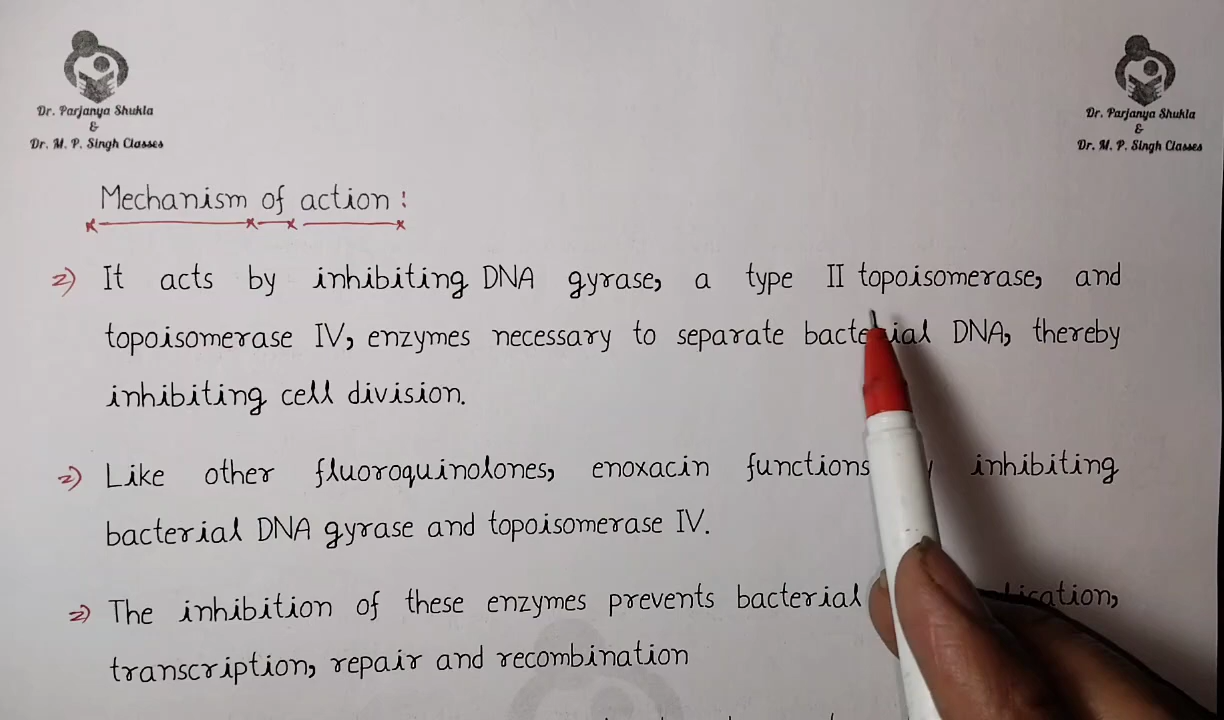 Dr. Parjanya Shukla
&
Dr. M. P. Singh Classes
Dr. Parjanya Shukla
&
Dr. M. P. Singh Classes
Mechanism of action :
It acts by inhibiting DNA gyrase, a type II topoisomerase, and
topoisomerase IV, enzymes necessary to separate bacterial DNA, thereby
inhibiting cell division.
Like other fluoroquinolones, enoxacin functions inhibiting
bacterial DNA gyrase and topoisomerase IV.
The inhibition of these enzymes prevents bacterial
transcription, repair and recombination